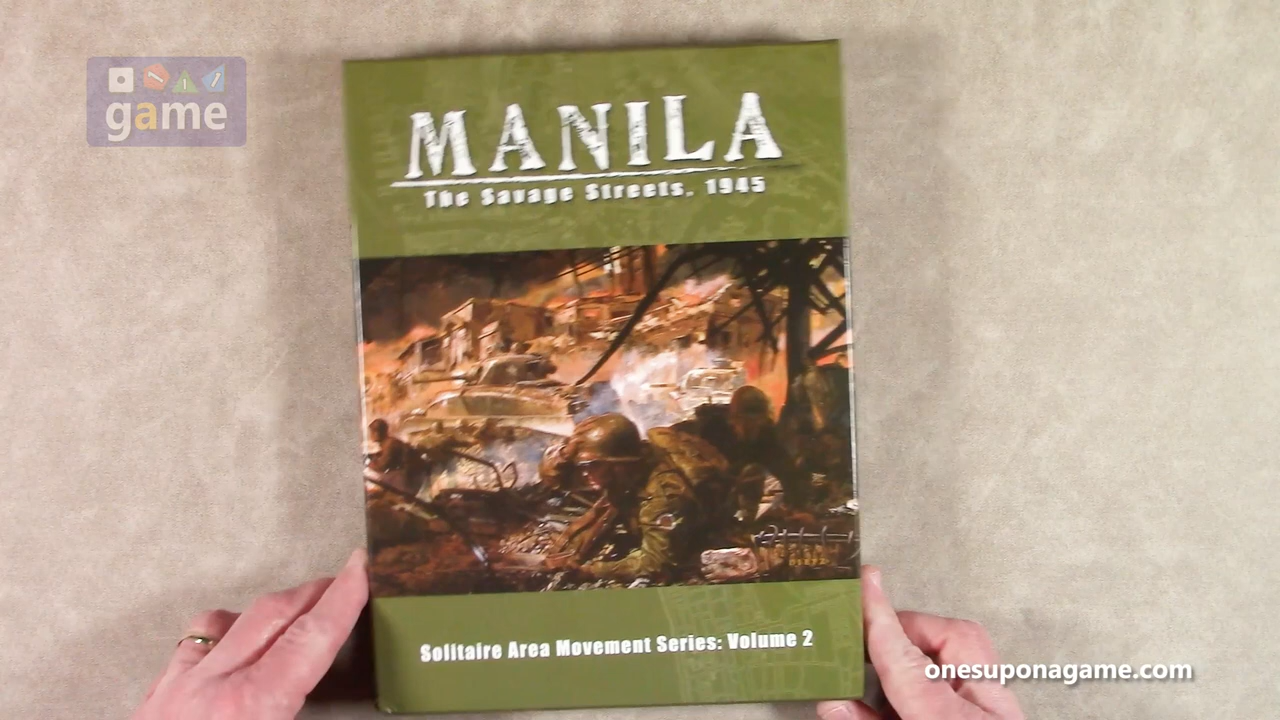 game
MANILA
The Savage Streets, 1945
Solitaire Area Movement Series: Volume 2
onesuponagame.com